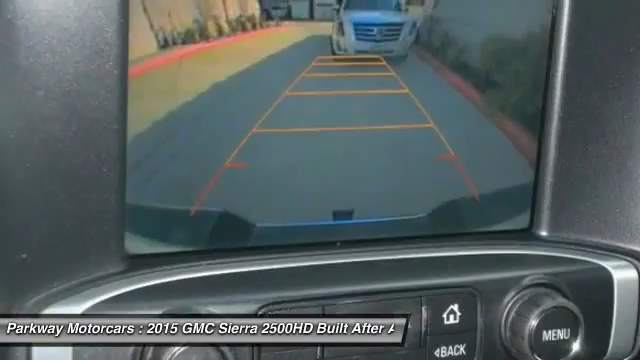 Parkway Motorcars : 2015 GMC Sierra 2500HD Built After A
BACK
MENU